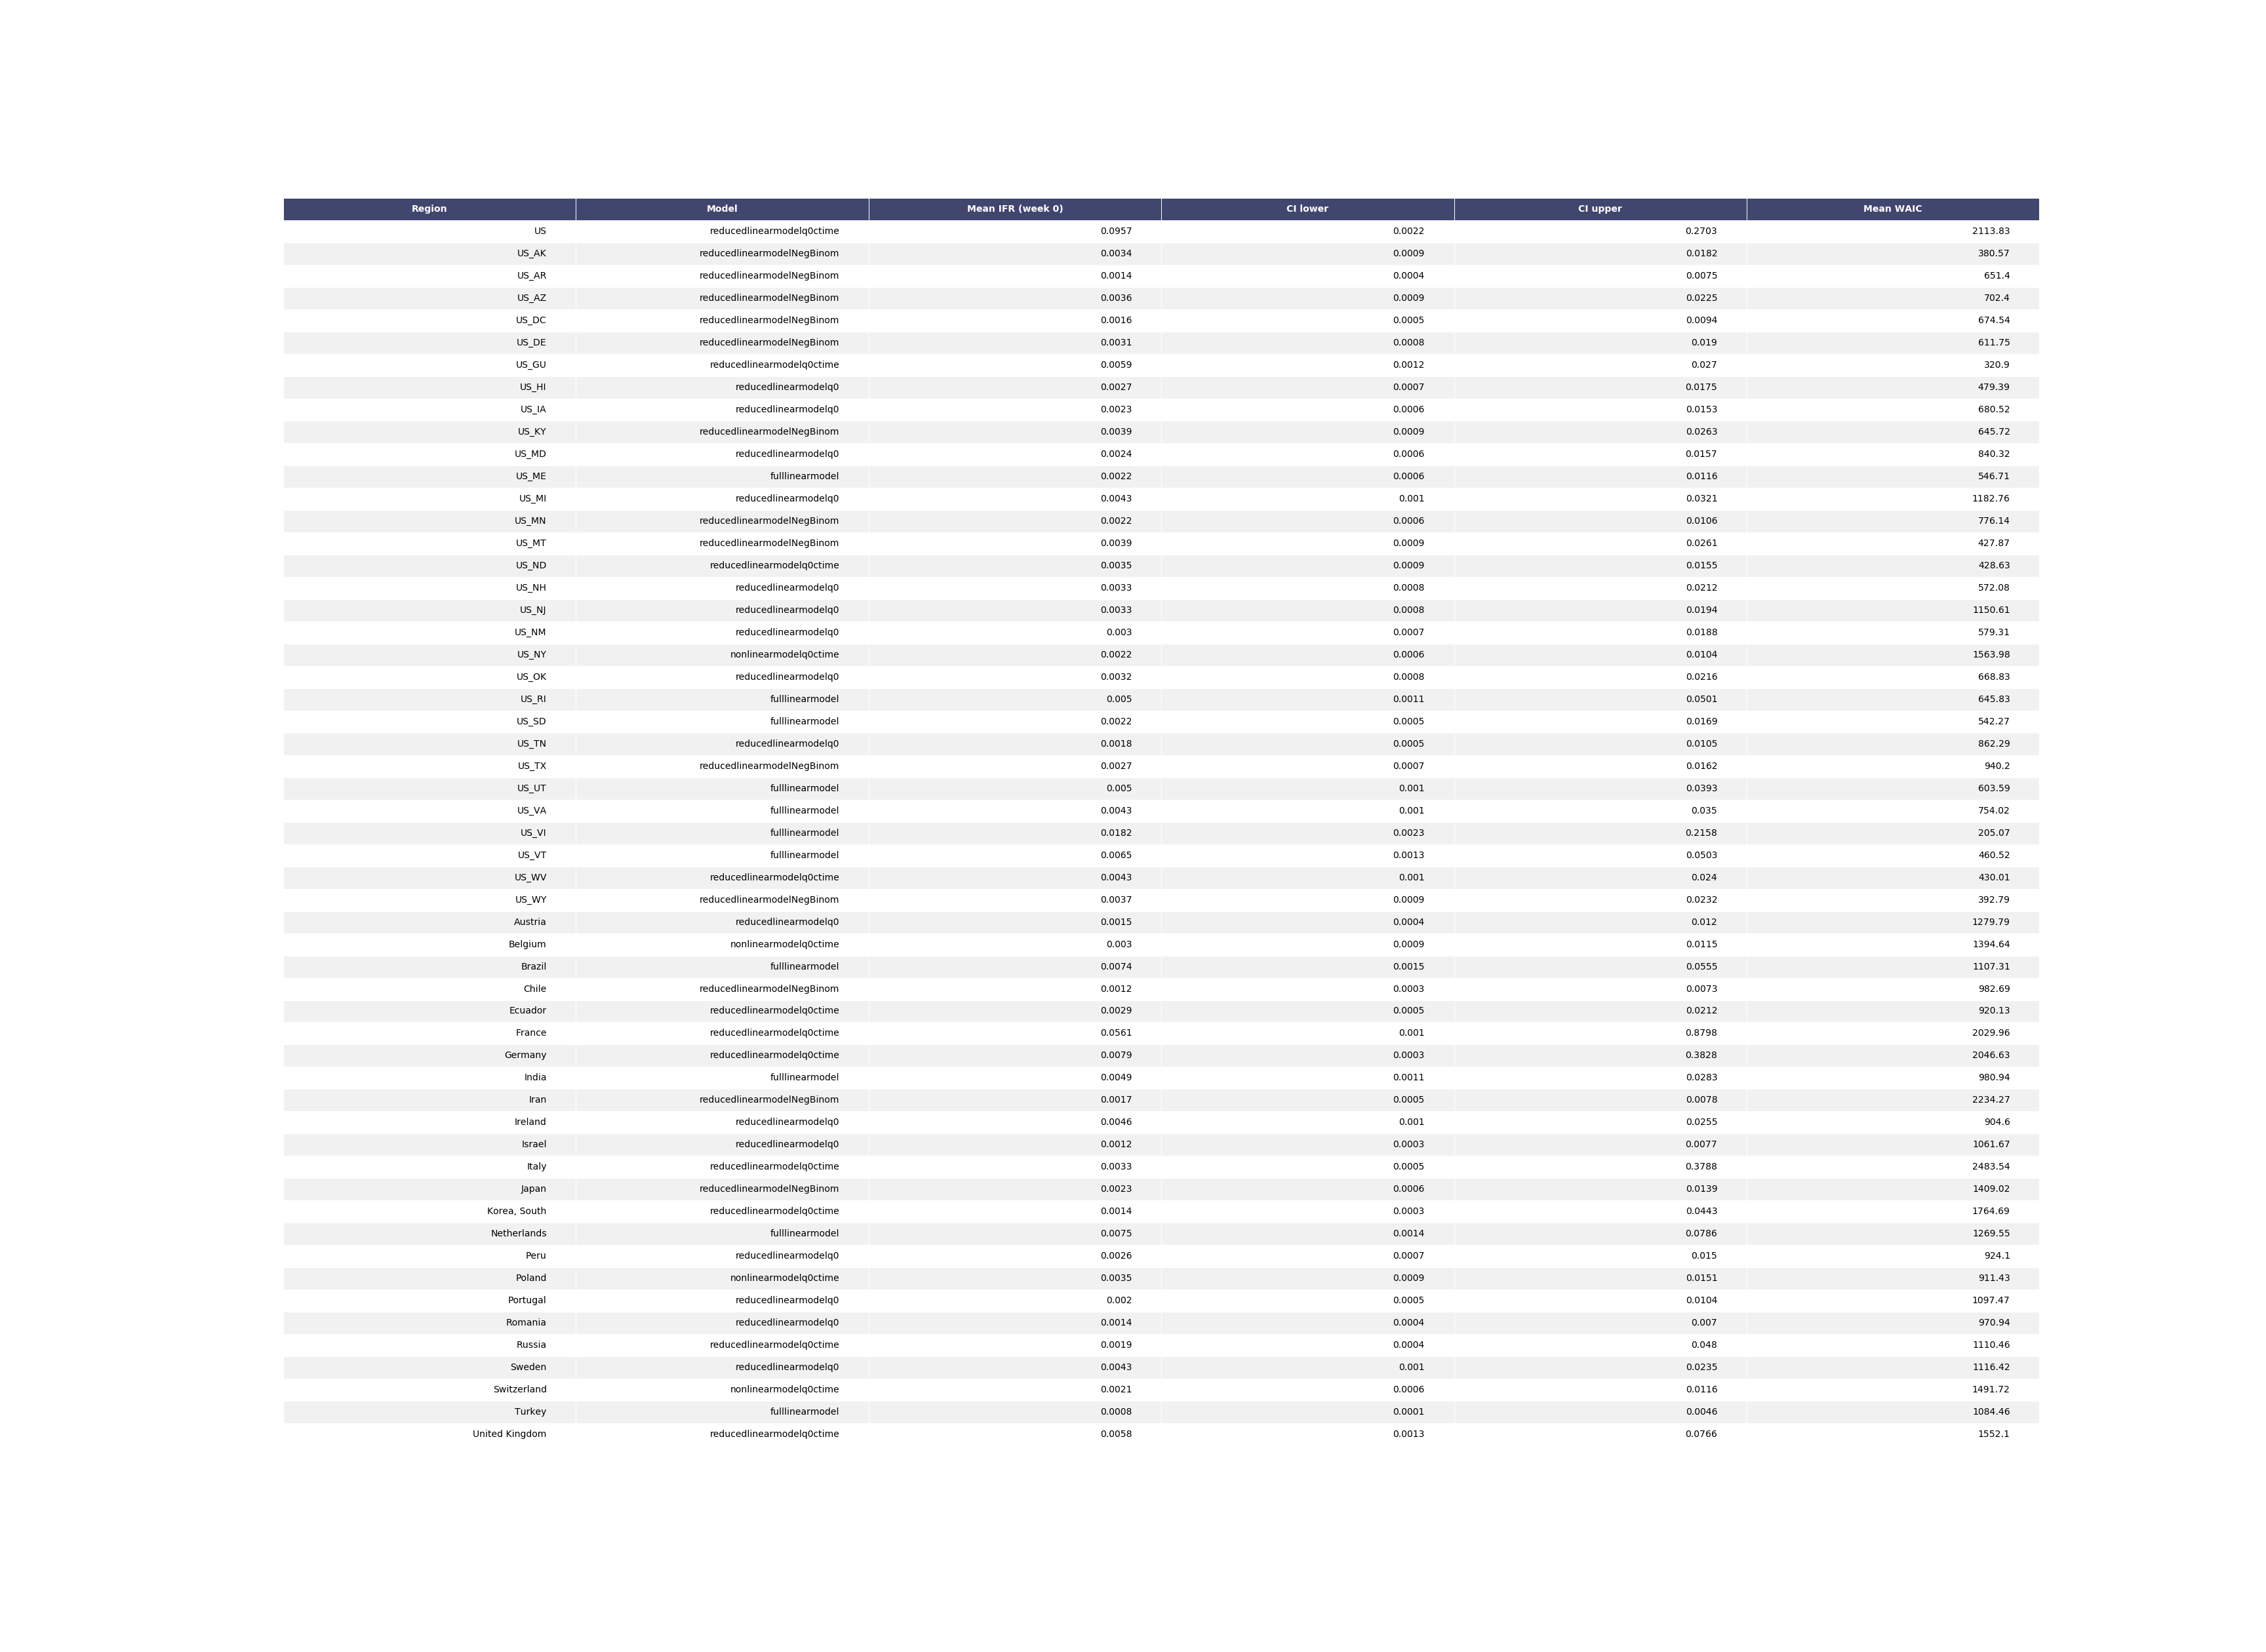 Region Model Mean IFR (week 0) CI lower CI upper Mean WAIC
US reducedlinearmodelq0ctime 0.0957 0.0022 0.2703 2113.83
US_AK reducedlinearmodelNegBinom 0.0034 0.0009 0.0182 380.57
US_AR reducedlinearmodelNegBinom 0.0014 0.0004 0.0075 651.4
US_AZ reducedlinearmodelNegBinom 0.0036 0.0009 0.0225 702.4
US_DC reducedlinearmodelNegBinom 0.0016 0.0005 0.0094 674.54
US_DE reducedlinearmodelNegBinom 0.0031 0.0008 0.019 611.75
US_GU reducedlinearmodelq0ctime 0.0059 0.0012 0.027 320.9
US_HI reducedlinearmodelq0 0.0027 0.0007 0.0175 479.39
US_IA reducedlinearmodelq0 0.0023 0.0006 0.0153 680.52
US_KY reducedlinearmodelNegBinom 0.0039 0.0009 0.0263 645.72
US_MD reducedlinearmodelq0 0.0024 0.0006 0.0157 840.32
US_ME fulllinearmodel 0.0022 0.0006 0.0116 546.71
US_MI reducedlinearmodelq0 0.0043 0.001 0.0321 1182.76
US_MN reducedlinearmodelNegBinom 0.0022 0.0006 0.0106 776.14
US_MT reducedlinearmodelNegBinom 0.0039 0.0009 0.0261 427.87
US_ND reducedlinearmodelq0ctime 0.0035 0.0009 0.0155 428.63
US_NH reducedlinearmodelq0 0.0033 0.0008 0.0212 572.08
US_NJ reducedlinearmodelq0 0.0033 0.0008 0.0194 1150.61
US_NM reducedlinearmodelq0 0.003 0.0007 0.0188 579.31
US_NY nonlinearmodelq0ctime 0.0022 0.0006 0.0104 1563.98
US_OK reducedlinearmodelq0 0.0032 0.0008 0.0216 668.83
US_RI fulllinearmodel 0.005 0.0011 0.0501 645.83
US_SD fulllinearmodel 0.0022 0.0005 0.0169 542.27
US_TN reducedlinearmodelq0 0.0018 0.0005 0.0105 862.29
US_TX reducedlinearmodelNegBinom 0.0027 0.0007 0.0162 940.2
US_UT fulllinearmodel 0.005 0.001 0.0393 603.59
US_VA fulllinearmodel 0.0043 0.001 0.035 754.02
US_VI fulllinearmodel 0.0182 0.0023 0.2158 205.07
US_VT fulllinearmodel 0.0065 0.0013 0.0503 460.52
US_WV reducedlinearmodelq0ctime 0.0043 0.001 0.024 430.01
US_WY reducedlinearmodelNegBinom 0.0037 0.0009 0.0232 392.79
Austria reducedlinearmodelq0 0.0015 0.0004 0.012 1279.79
Belgium nonlinearmodelq0ctime 0.003 0.0009 0.0115 1394.64
Brazil fulllinearmodel 0.0074 0.0015 0.0555 1107.31
Chile reducedlinearmodelNegBinom 0.0012 0.0003 0.0073 982.69
Ecuador reducedlinearmodelq0ctime 0.0029 0.0005 0.0212 920.13
France reducedlinearmodelq0ctime 0.0561 0.001 0.8798 2029.96
Germany reducedlinearmodelq0ctime 0.0079 0.0003 0.3828 2046.63
India fulllinearmodel 0.0049 0.0011 0.0283 980.94
Iran reducedlinearmodelNegBinom 0.0017 0.0005 0.0078 2234.27
Ireland reducedlinearmodelq0 0.0046 0.001 0.0255 904.6
Israel reducedlinearmodelq0 0.0012 0.0003 0.0077 1061.67
Italy reducedlinearmodelq0ctime 0.0033 0.0005 0.3788 2483.54
Japan reducedlinearmodelNegBinom 0.0023 0.0006 0.0139 1409.02
Korea, South reducedlinearmodelq0ctime 0.0014 0.0003 0.0443 1764.69
Netherlands fulllinearmodel 0.0075 0.0014 0.0786 1269.55
Peru reducedlinearmodelq0 0.0026 0.0007 0.015 924.1
Poland nonlinearmodelq0ctime 0.0035 0.0009 0.0151 911.43
Portugal reducedlinearmodelq0 0.002 0.0005 0.0104 1097.47
Romania reducedlinearmodelq0 0.0014 0.0004 0.007 970.94
Russia reducedlinearmodelq0ctime 0.0019 0.0004 0.048 1110.46
Sweden reducedlinearmodelq0 0.0043 0.001 0.0235 1116.42
Switzerland nonlinearmodelq0ctime 0.0021 0.0006 0.0116 1491.72
Turkey fulllinearmodel 0.0008 0.0001 0.0046 1084.46
United Kingdom reducedlinearmodelq0ctime 0.0058 0.0013 0.0766 1552.1